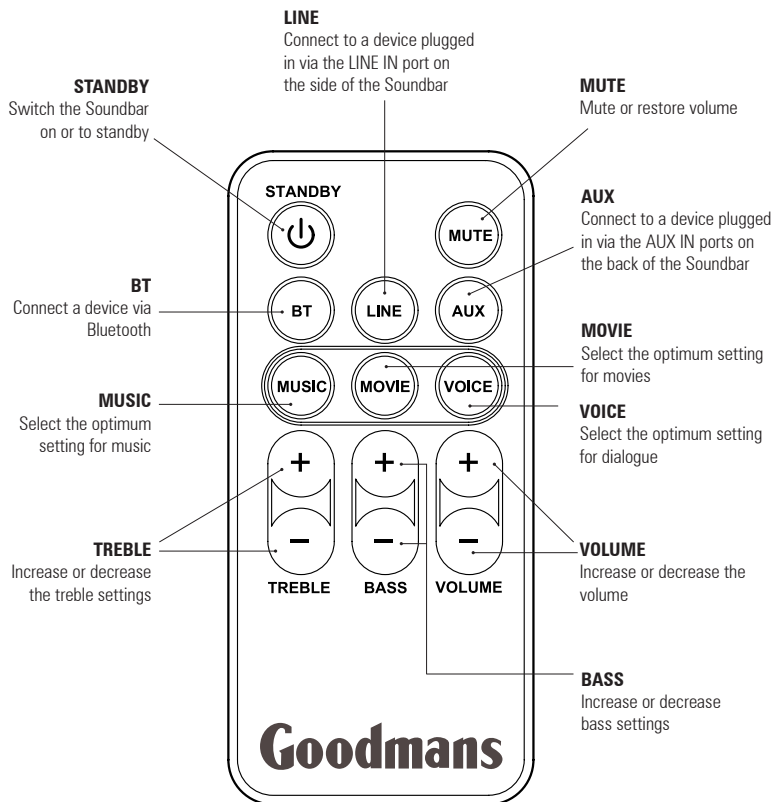 LINE
Connect to a device plugged
in via the LINE IN port on
the side of the Soundbar
STANDBY
Switch the Soundbar
on or to standby
MUTE
Mute or restore volume
AUX
Connect to a device plugged
in via the AUX IN ports on
the back of the Soundbar
BT
Connect a device via
Bluetooth
MOVIE
Select the optimum setting
for movies
MUSIC
Select the optimum
setting for music
VOICE
Select the optimum setting
for dialogue
TREBLE
Increase or decrease
the treble settings
VOLUME
Increase or decrease the
volume
BASS
Increase or decrease
bass settings
STANDBY
MUTE
BT LINE AUX
MUSIC MOVIE VOICE
+ + +
− − −
TREBLE BASS VOLUME
Goodmans